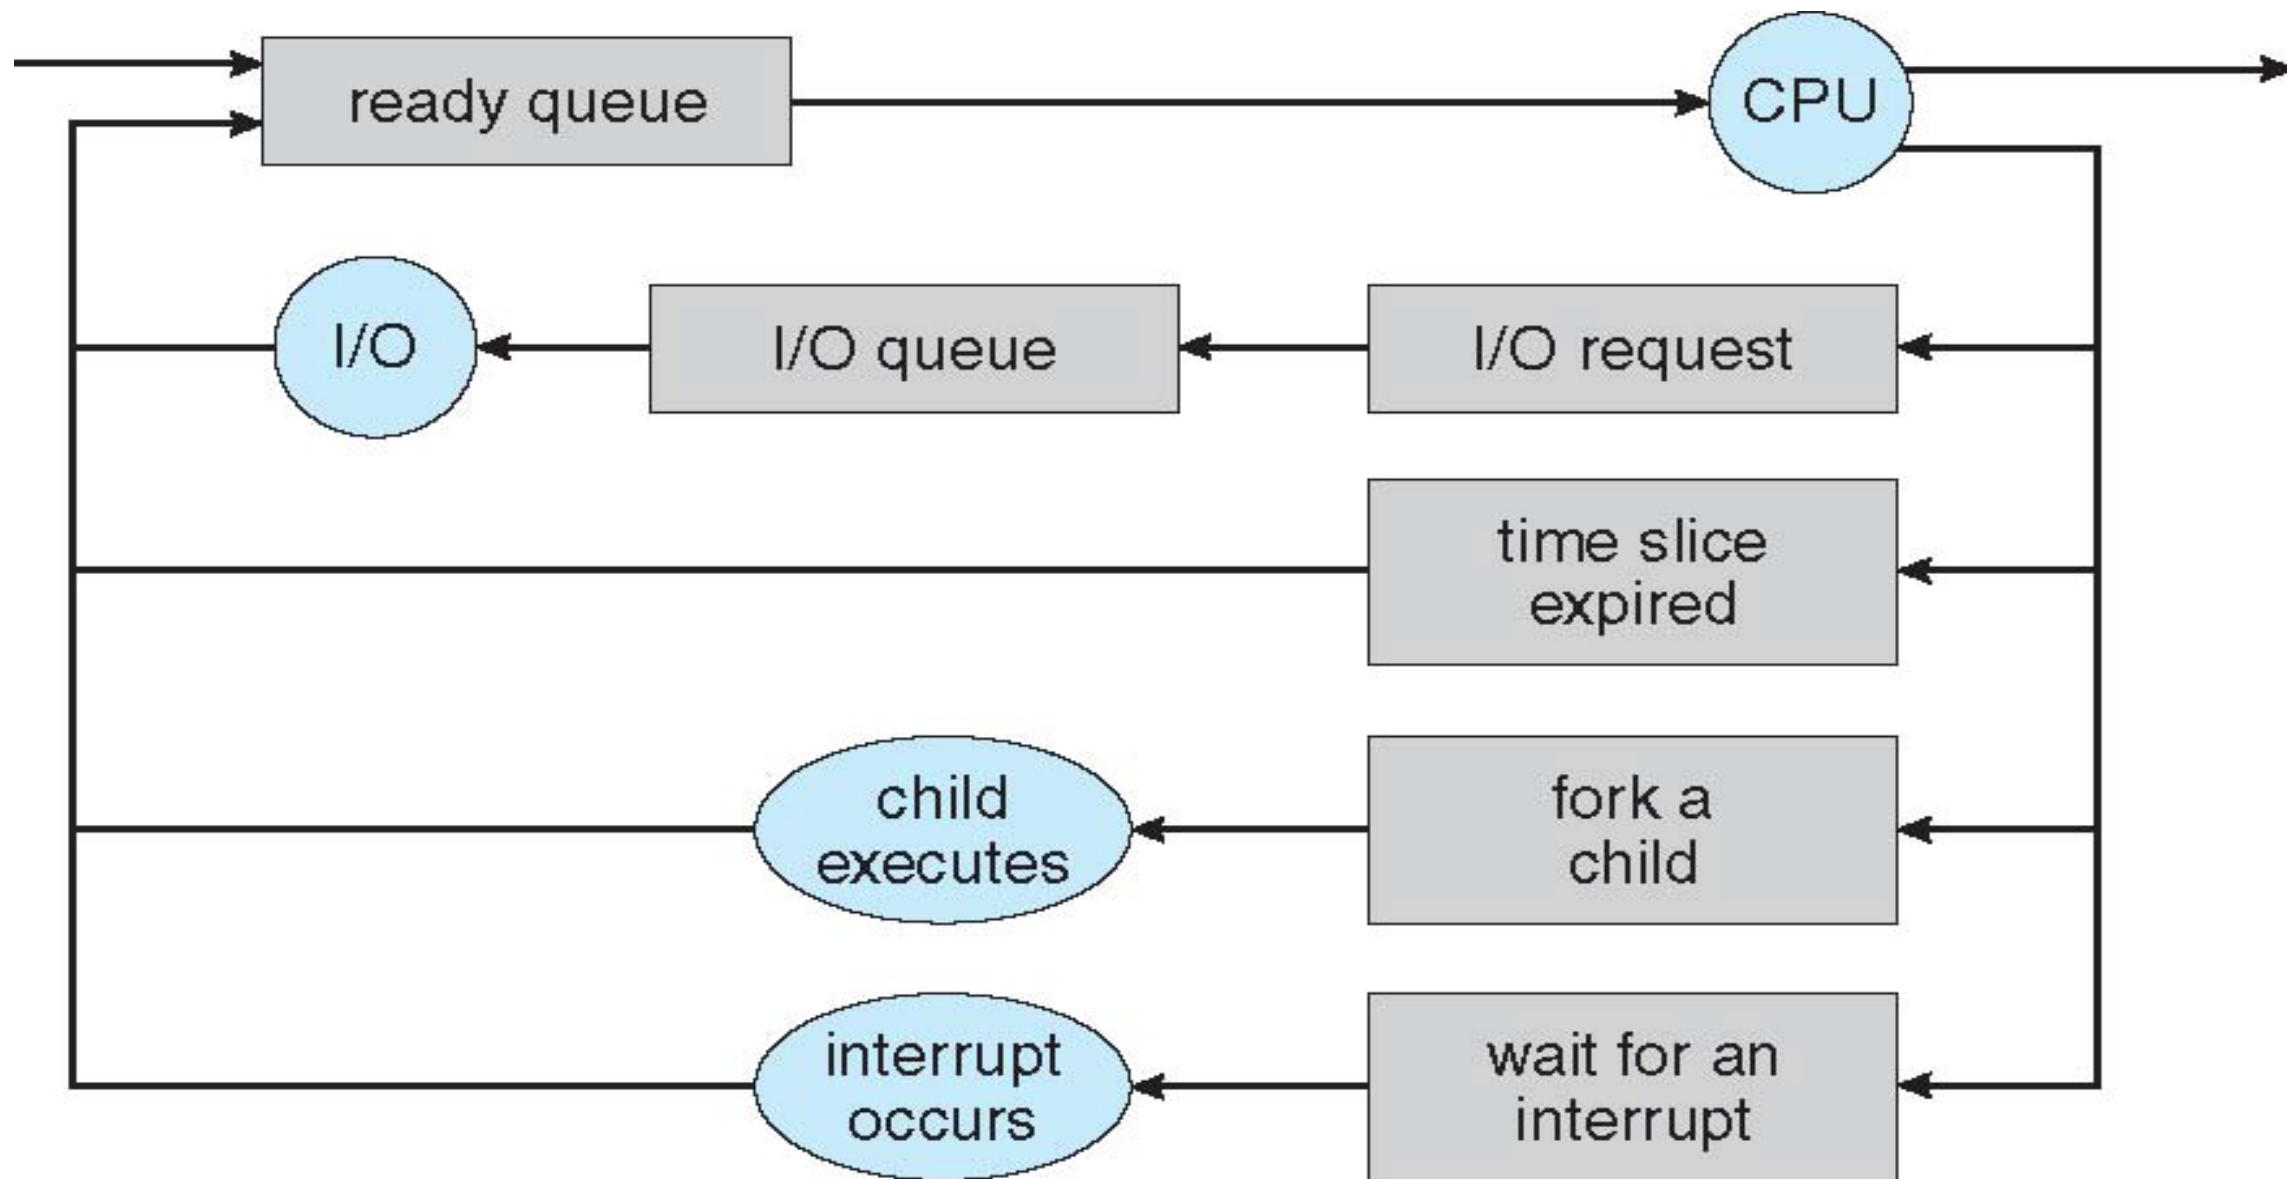 ready queue
CPU
I/O
I/O queue
I/O request
time slice
expired
child
executes
fork a
child
interrupt
occurs
wait for an
interrupt